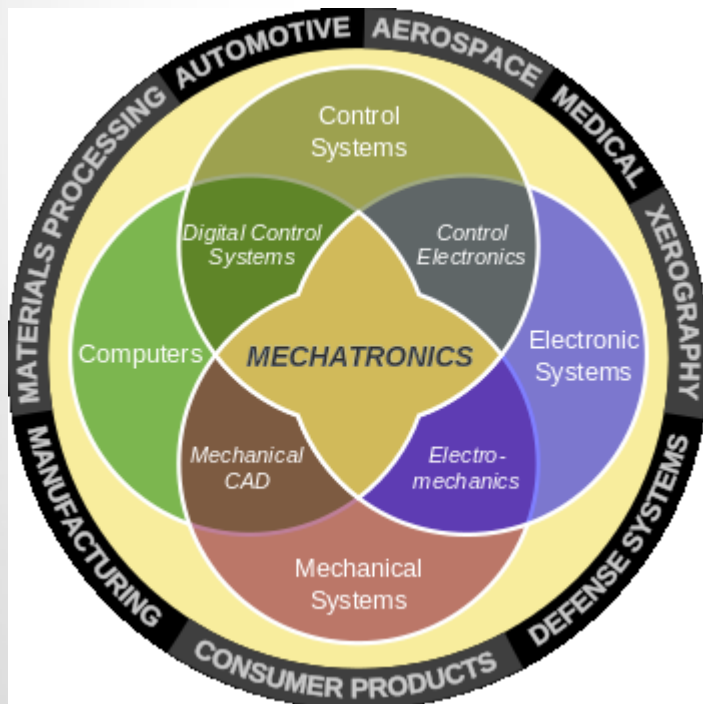 AUTOMOTIVE
AEROSPACE
MEDICAL
XEROGRAPHY
DEFENSE SYSTEMS
CONSUMER PRODUCTS
MANUFACTURING
MATERIALS PROCESSING
Control
Systems
Digital Control
Systems
Control
Electronics
Computers
MECHATRONICS
Electronic
Systems
Mechanical
CAD
Electro-
mechanics
Mechanical
Systems